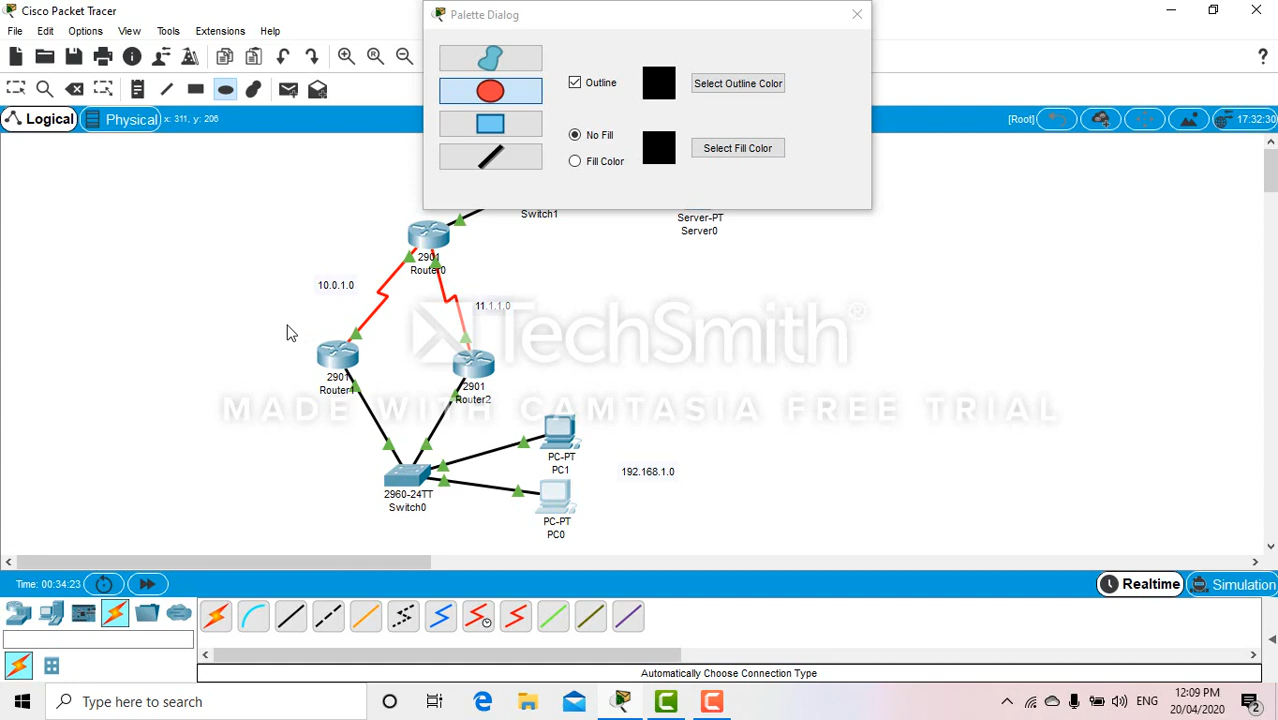 Cisco Packet Tracer
Palette Dialog
File Edit Options View Tools Extensions Help
Outline
Select Outline Color
No Fill
Fill Color
Select Fill Color
Logical
Physical
x: 311, y: 206
[Root]
17:32:30
Switch1
Server-PT
Server0
2901
Router0
10.0.1.0
11.1.1.0
TechSmith®
MADE WITH CAMTASIA FREE TRIAL
2901
Router1
2901
Router2
PC-PT
PC1
192.168.1.0
2960-24TT
Switch0
PC-PT
PC0
Time: 00:34:23
Realtime
Simulation
Automatically Choose Connection Type
Type here to search
12:09 PM
20/04/2020
2